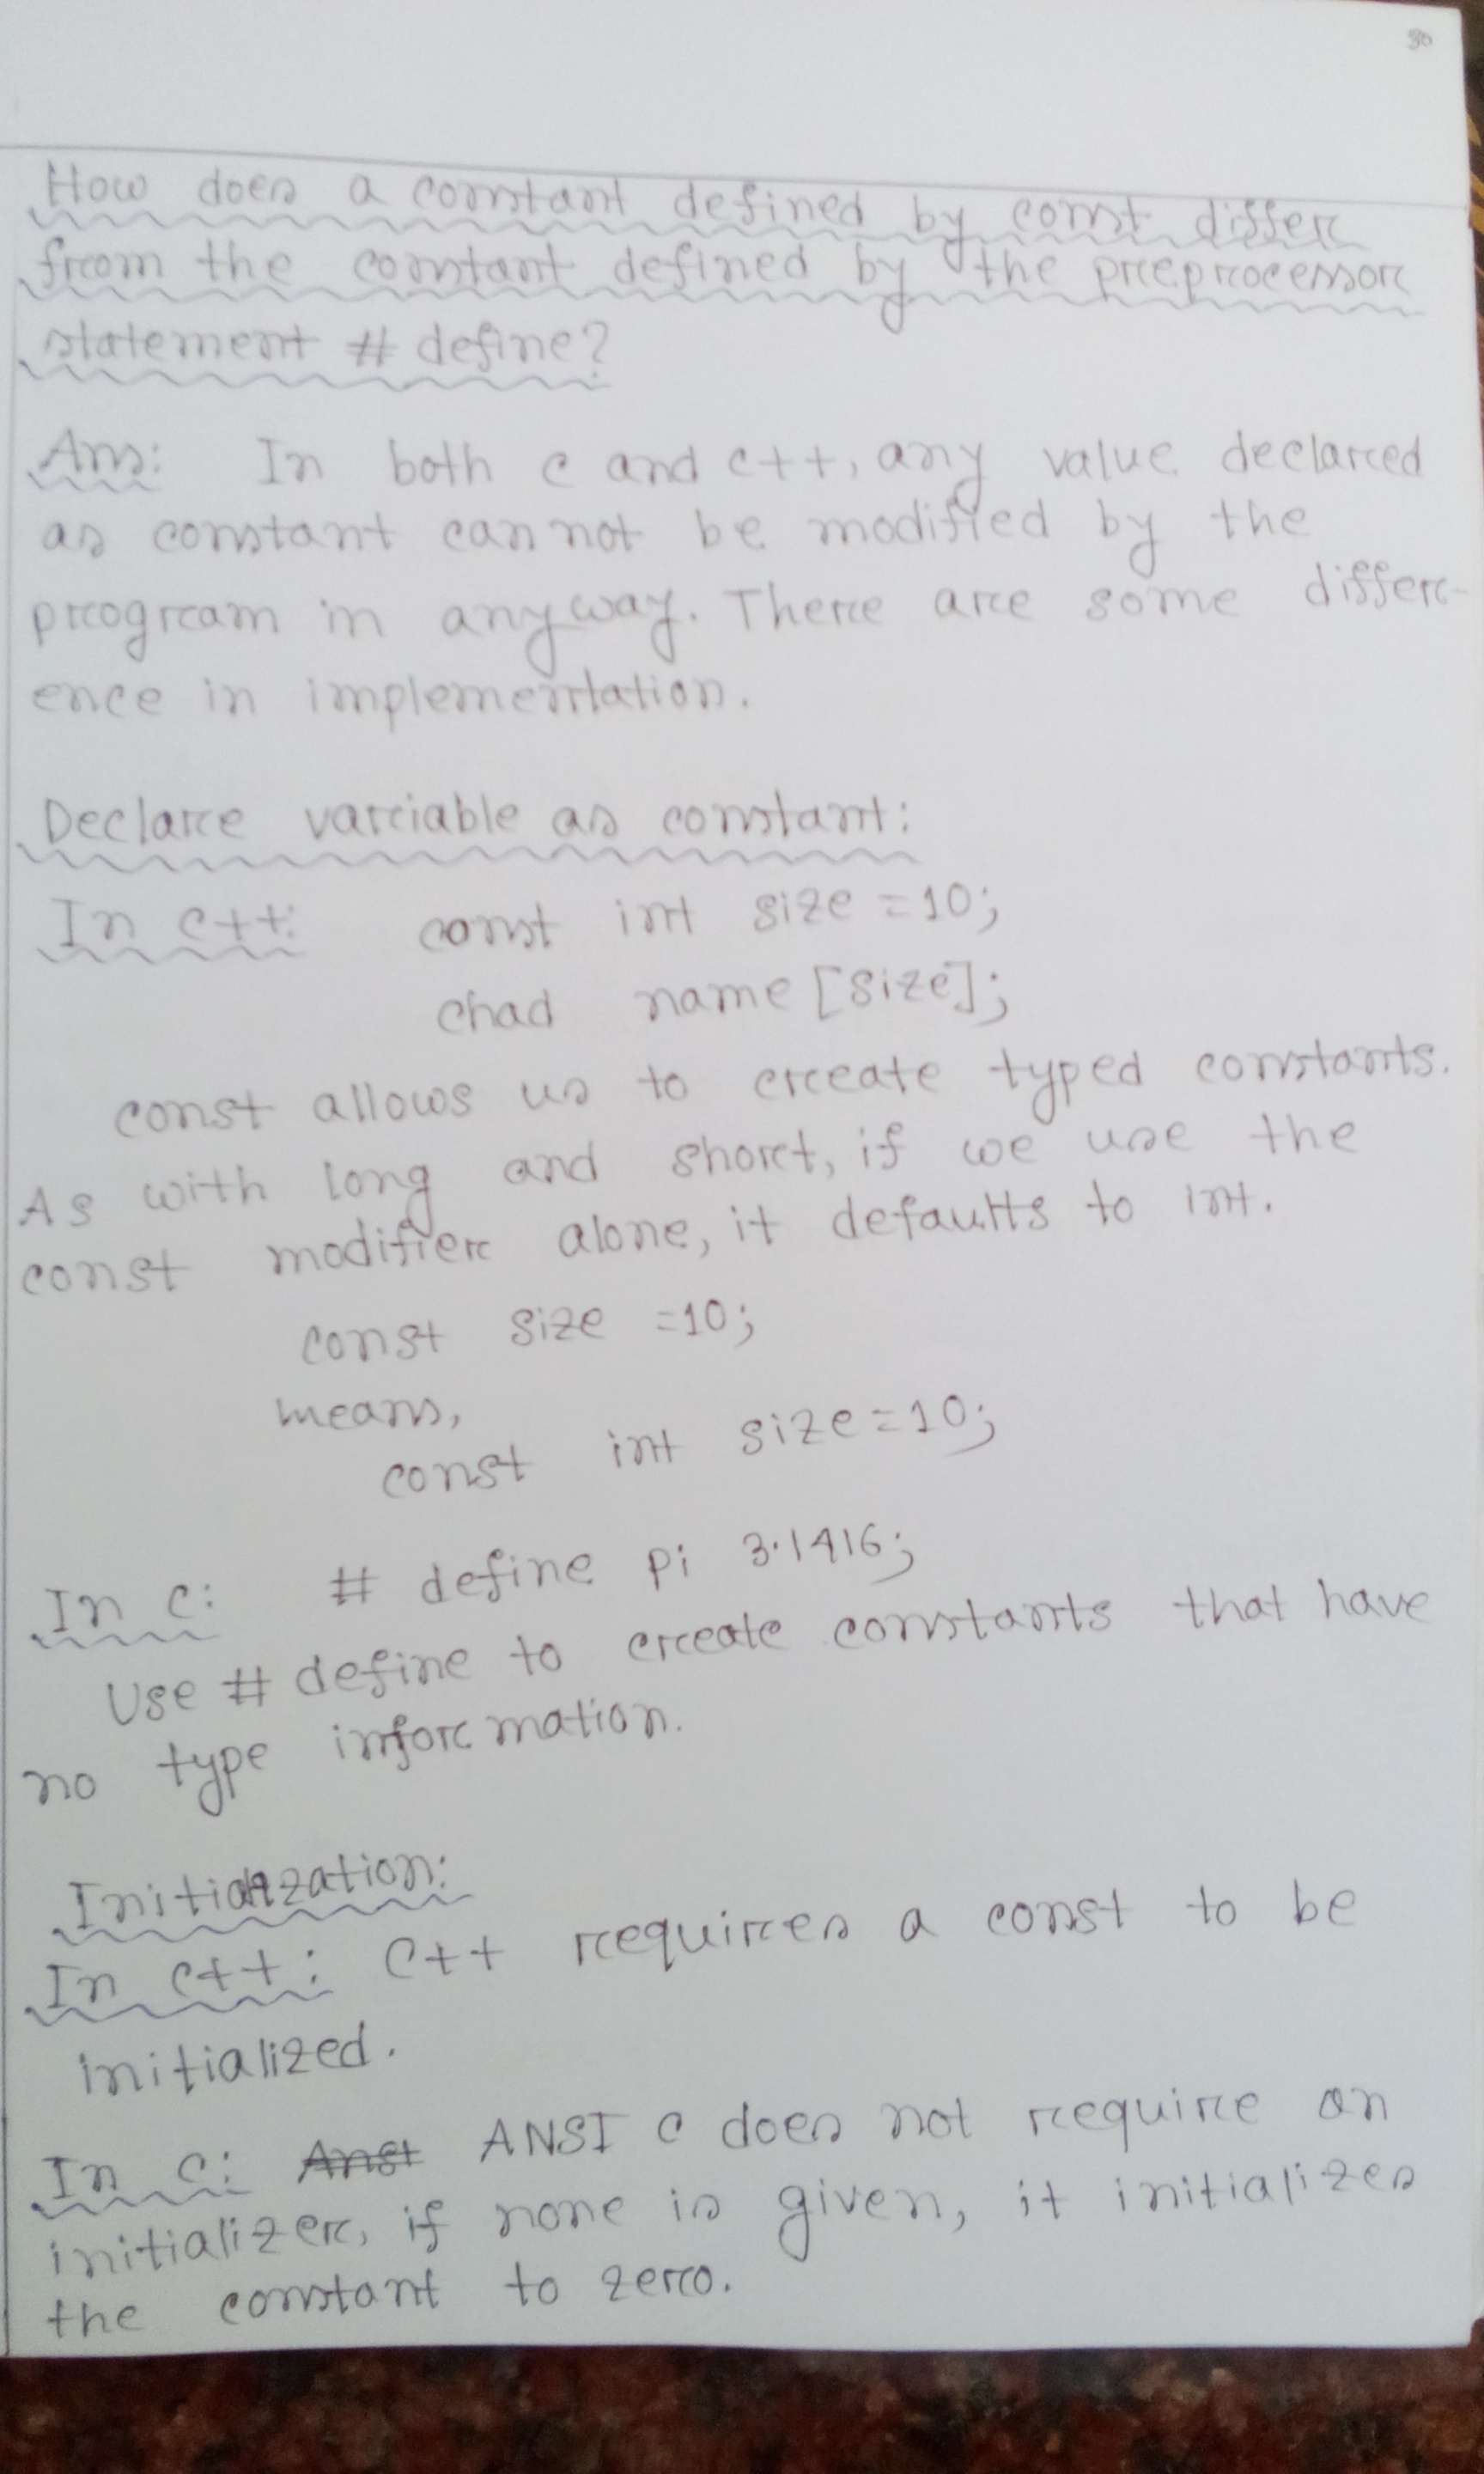 30
How does a constant defined by const differ
from the constant defined by the preprocessor
statement # define?
Ans: In both c and c++, any value declared
as constant can not be modified by the
program in anyway. There are some differ-
ence in implementation.
Declare variable as constant:
In c++: const int size =10;
chad name [size];
const allows us to create typed constants.
As with long and short, if we use the
const modifier alone, it defaults to int.
const size =10;
means,
const int size=10;
In c: # define pi 3.1416;
Use # define to create constants that have
no type information.
Initialization:
In c++: C++ requires a const to be
initialized.
In c: Anst ANSI c does not require an
initializer, if none is given, it initializes
the constant to zero.